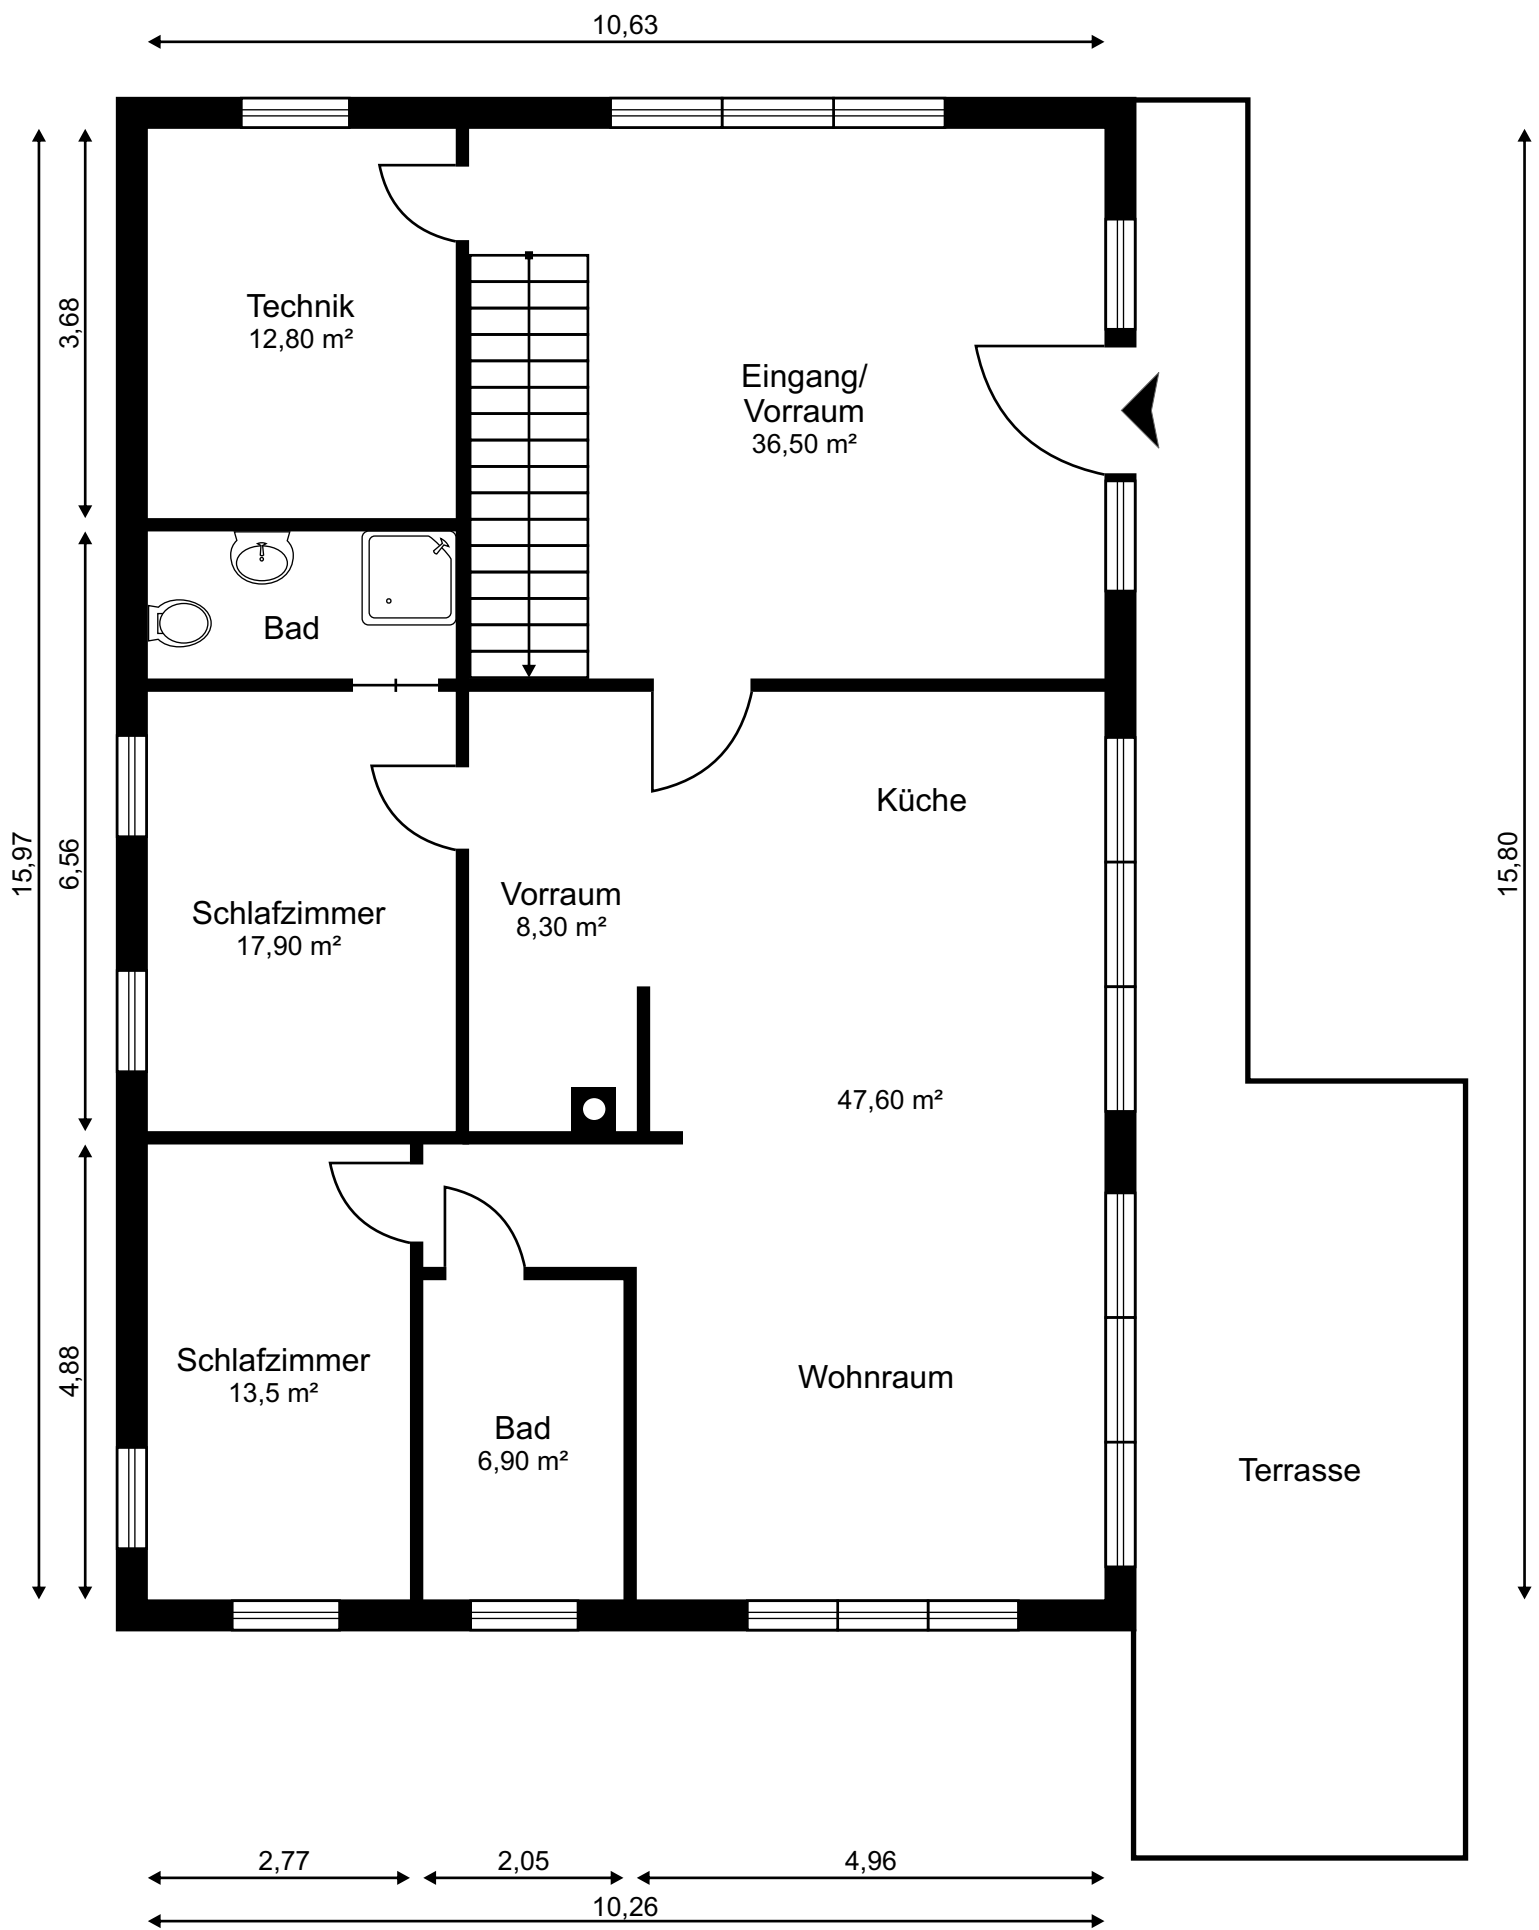 10,63
Technik
12,80 m²
3,68
Eingang/
Vorraum
36,50 m²
Bad
Küche
15,97
6,56
15,80
Schlafzimmer
17,90 m²
Vorraum
8,30 m²
47,60 m²
4,88
Schlafzimmer
13,5 m²
Wohnraum
Bad
6,90 m²
Terrasse
2,77
2,05
4,96
10,26